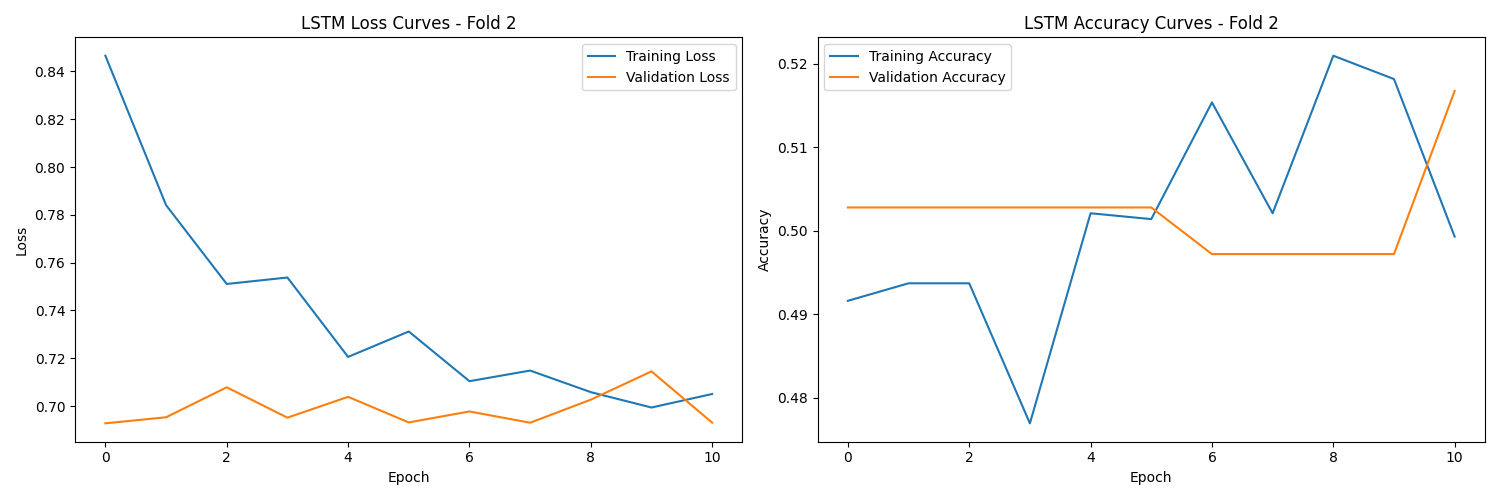 LSTM Loss Curves - Fold 2
Training Loss
Validation Loss
0.84
0.82
0.80
0.78
0.76
0.74
0.72
0.70
Loss
0 2 4 6 8 10
Epoch
LSTM Accuracy Curves - Fold 2
Training Accuracy
Validation Accuracy
0.52
0.51
0.50
0.49
0.48
Accuracy
0 2 4 6 8 10
Epoch